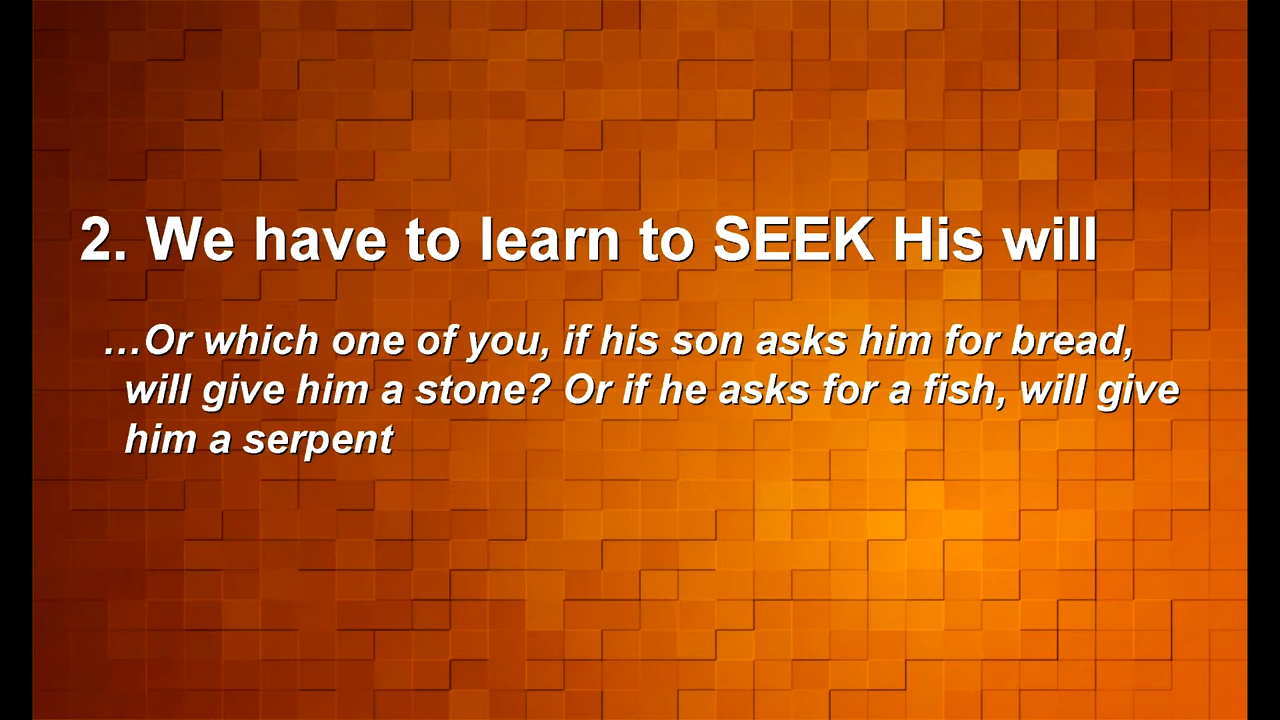 2. We have to learn to SEEK His will
...Or which one of you, if his son asks him for bread,
will give him a stone? Or if he asks for a fish, will give
him a serpent